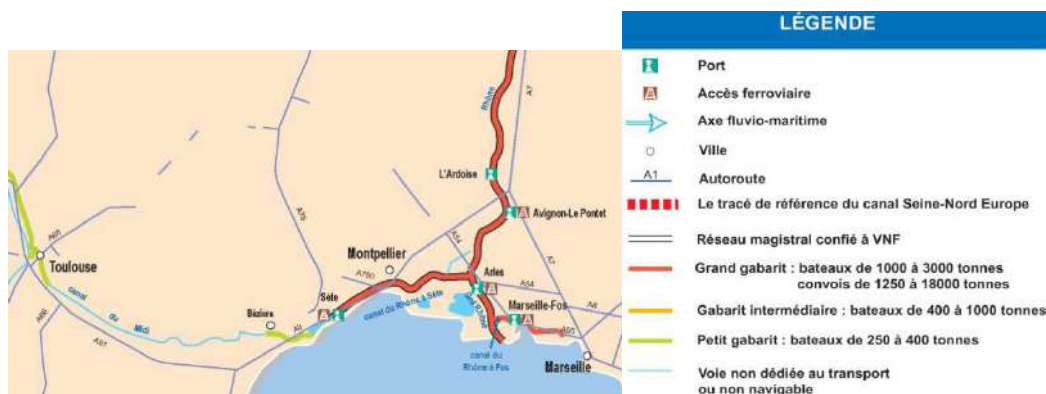 Rhône
A7
L'Ardoise
Avignon-Le Pontet
A75
A54
A7
Montpellier
A750
Arles
A54
Sète
canal du Rhône à Sète
Marseille-Fos
A8
A55
canal du
Rhône à Fos
Marseille
Toulouse
canal
du
Midi
Béziers
A9
A61
LÉGENDE
Port
Accès ferroviaire
Axe fluvio-maritime
Ville
A1 Autoroute
Le tracé de référence du canal Seine-Nord Europe
Réseau magistral confié à VNF
Grand gabarit : bateaux de 1000 à 3000 tonnes
convois de 1250 à 18000 tonnes
Gabarit intermédiaire : bateaux de 400 à 1000 tonnes
Petit gabarit : bateaux de 250 à 400 tonnes
Voie non dédiée au transport
ou non navigable